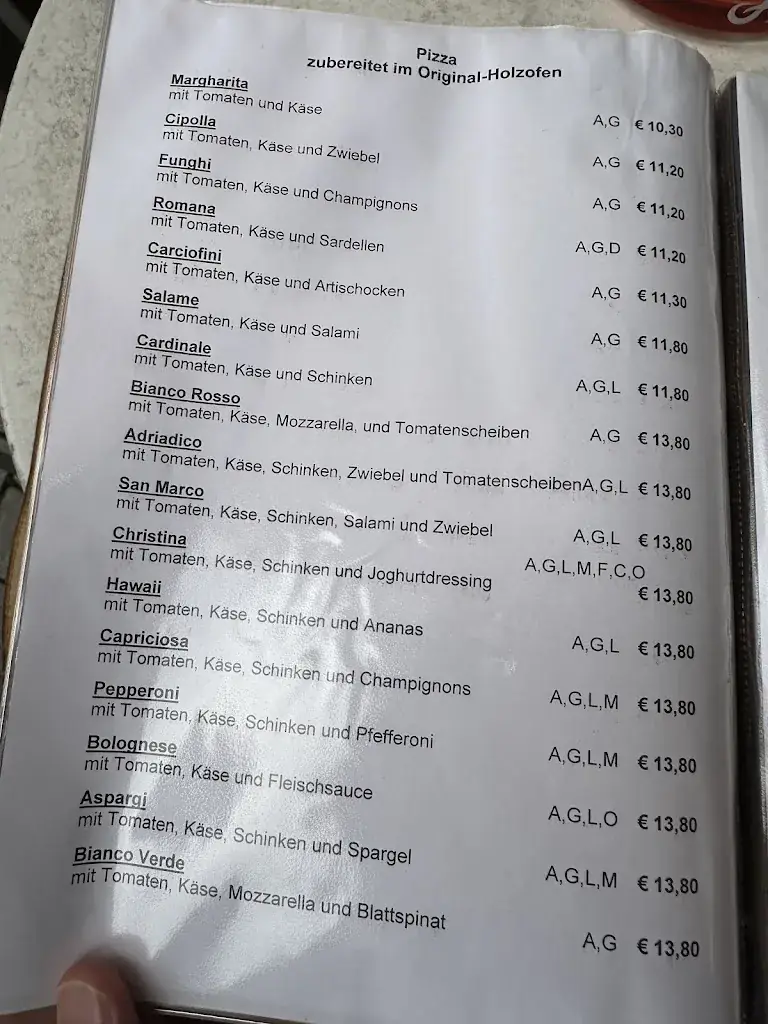 Pizza
zubereitet im Original-Holzofen
Margharita
mit Tomaten und Käse A,G € 10,30
Cipolla
mit Tomaten, Käse und Zwiebel A,G € 11,20
Funghi
mit Tomaten, Käse und Champignons A,G € 11,20
Romana
mit Tomaten, Käse und Sardellen A,G,D € 11,20
Carciofini
mit Tomaten, Käse und Artischocken A,G € 11,30
Salame
mit Tomaten, Käse und Salami A,G € 11,80
Cardinale
mit Tomaten, Käse und Schinken A,G,L € 11,80
Bianco Rosso
mit Tomaten, Käse, Mozzarella, und Tomatenscheiben A,G € 13,80
Adriadico
mit Tomaten, Käse, Schinken, Zwiebel und TomatenscheibenA,G,L € 13,80
San Marco
mit Tomaten, Käse, Schinken, Salami und Zwiebel A,G,L € 13,80
Christina
mit Tomaten, Käse, Schinken und Joghurtdressing A,G,L,M,F,C,O
€ 13,80
Hawaii
mit Tomaten, Käse, Schinken und Ananas A,G,L € 13,80
Capriciosa
mit Tomaten, Käse, Schinken und Champignons A,G,L,M € 13,80
Pepperoni
mit Tomaten, Käse, Schinken und Pfefferoni A,G,L,M € 13,80
Bolognese
mit Tomaten, Käse und Fleischsauce A,G,L,O € 13,80
Aspargi
mit Tomaten, Käse, Schinken und Spargel A,G,L,M € 13,80
Bianco Verde
mit Tomaten, Käse, Mozzarella und Blattspinat A,G € 13,80